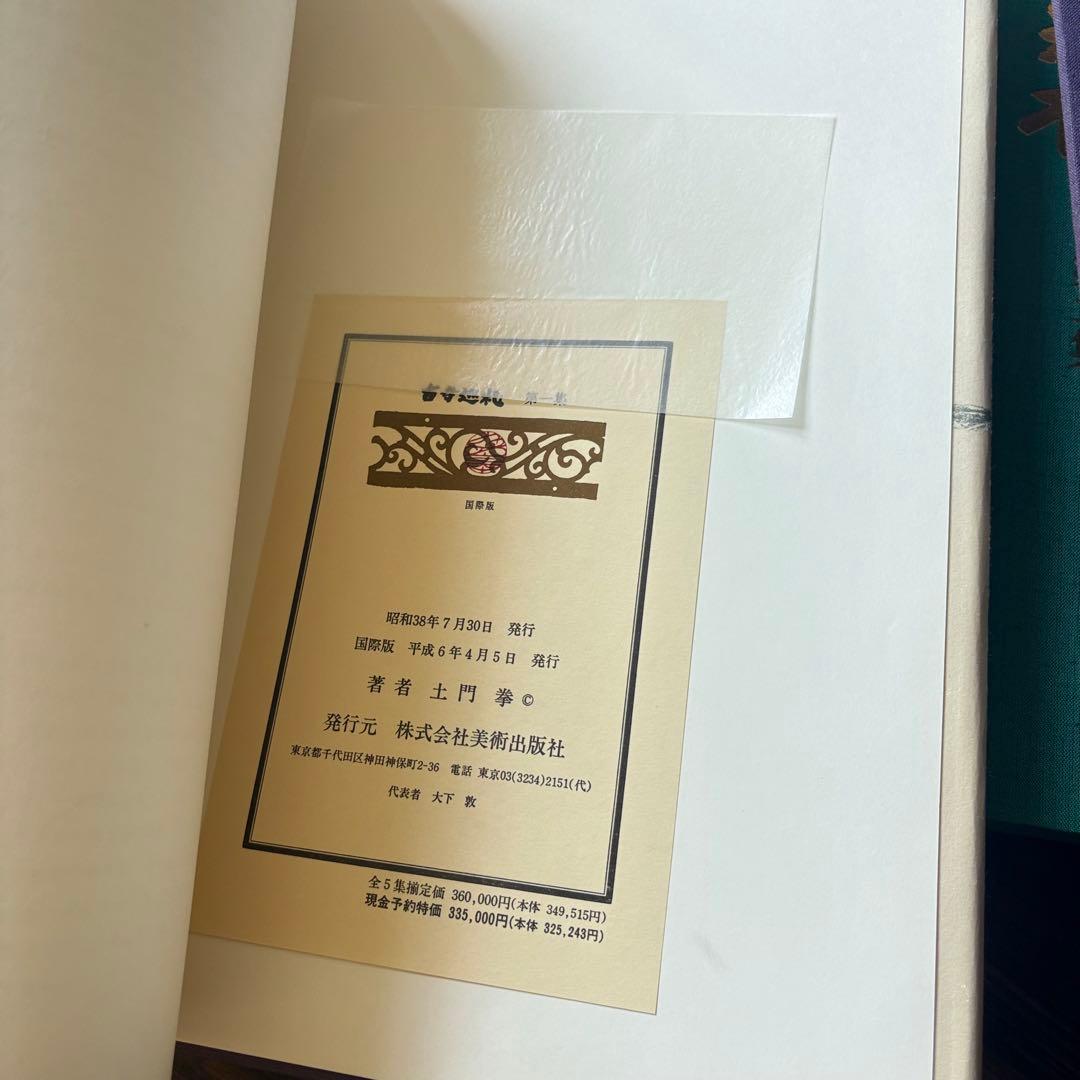 古寺巡礼 第一集
国際版
昭和38年7月30日 発行
国際版 平成6年4月5日 発行
著者 土門 拳 ©
発行元 株式会社美術出版社
東京都千代田区神田神保町2-36 電話 東京03(3234)2151(代)
代表者 大下 敦
全5集揃定価 360,000円(本体 349,515円)
現金予約特価 335,000円(本体 325,243円)